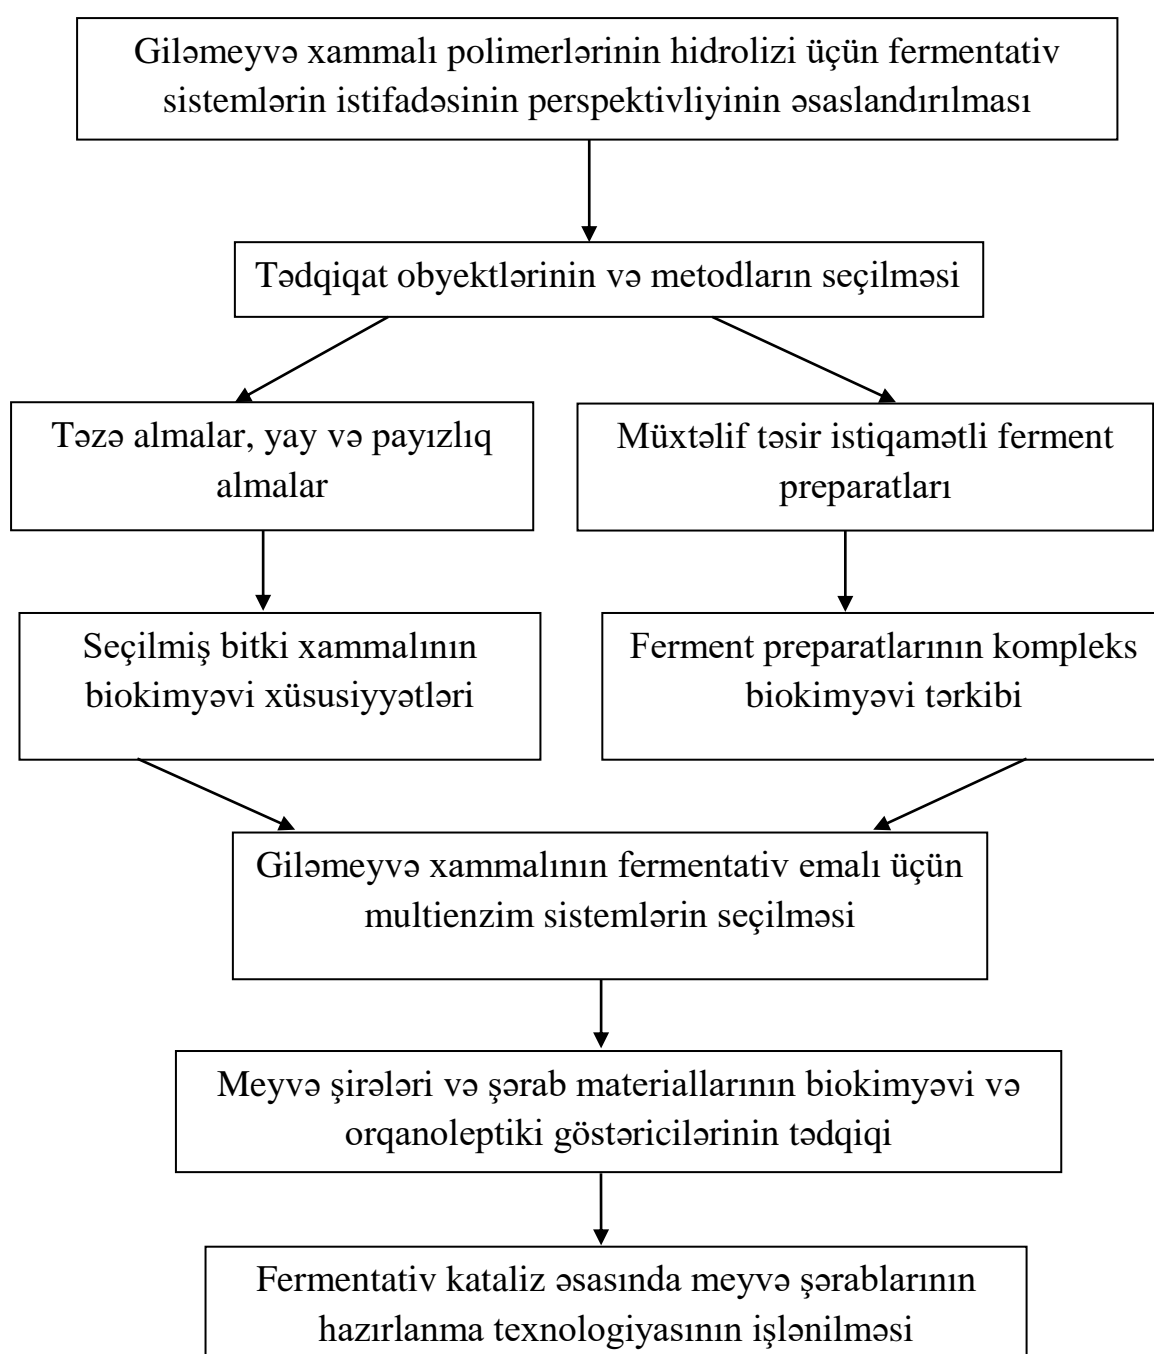 Giləmeyvə xammalı polimerlərinin hidrolizi üçün fermentativ
sistemlərin istifadəsinin perspektivliyinin əsaslandırılması
Tədqiqat obyektlərinin və metodların seçilməsi
Təzə almalar, yay və payızlıq
almalar
Müxtəlif təsir istiqamətli ferment
preparatları
Seçilmiş bitki xammalının
biokimyəvi xüsusiyyətləri
Ferment preparatlarının kompleks
biokimyəvi tərkibi
Giləmeyvə xammalının fermentativ emalı üçün
multienzim sistemlərin seçilməsi
Meyvə şirələri və şərab materiallarının biokimyəvi və
orqanoleptiki göstəricilərinin tədqiqi
Fermentativ kataliz əsasında meyvə şərablarının
hazırlanma texnologiyasının işlənilməsi